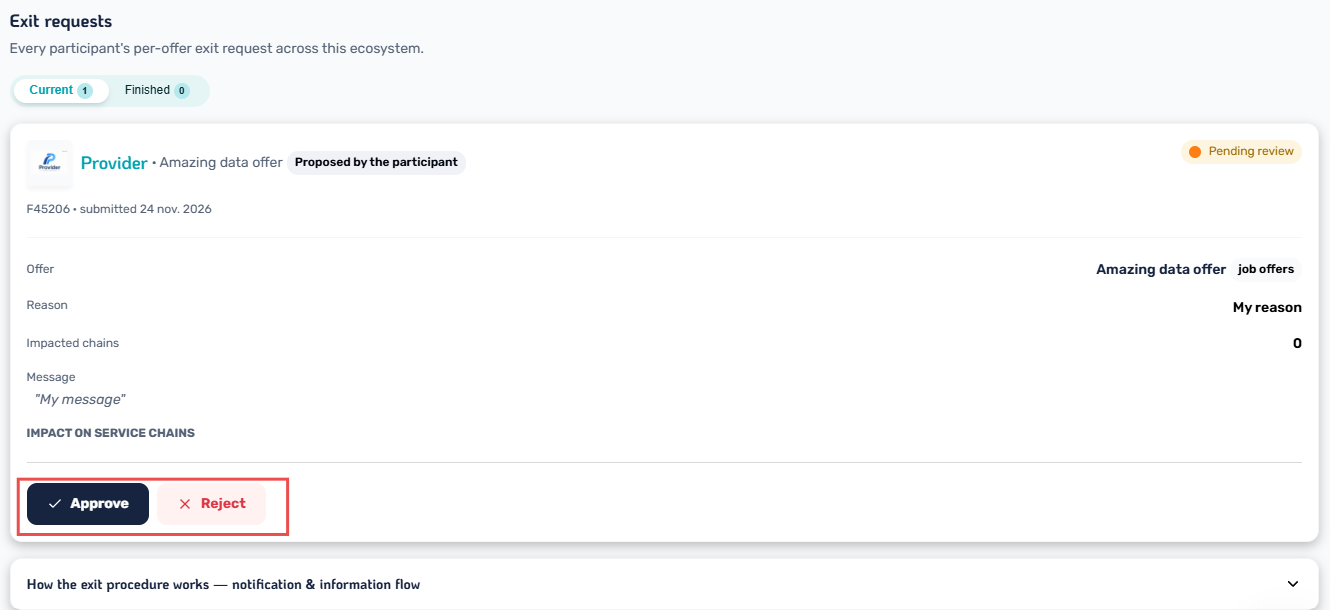 Exit requests
Every participant's per-offer exit request across this ecosystem.
Current 1 Finished 0
Provider Provider • Amazing data offer Proposed by the participant Pending review
F45206 • submitted 24 nov. 2026
Offer Amazing data offer job offers
Reason My reason
Impacted chains 0
Message
"My message"
IMPACT ON SERVICE CHAINS
Approve Reject
How the exit procedure works — notification & information flow